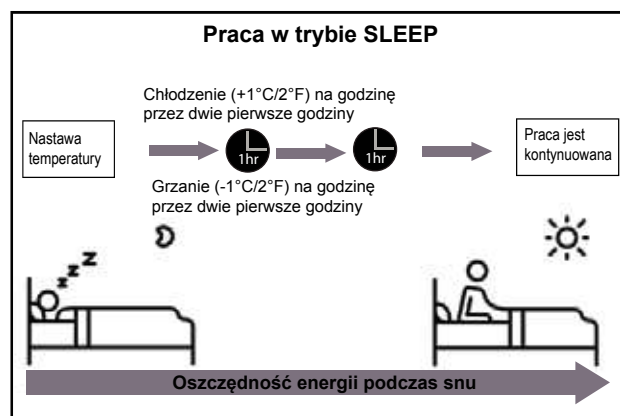 Praca w trybie SLEEP
Chłodzenie (+1°C/2°F) na godzinę
przez dwie pierwsze godziny
Nastawa
temperatury
1hr
1hr
Praca jest
kontynuowana
Grzanie (-1°C/2°F) na godzinę
przez dwie pierwsze godziny
z z z
Oszczędność energii podczas snu